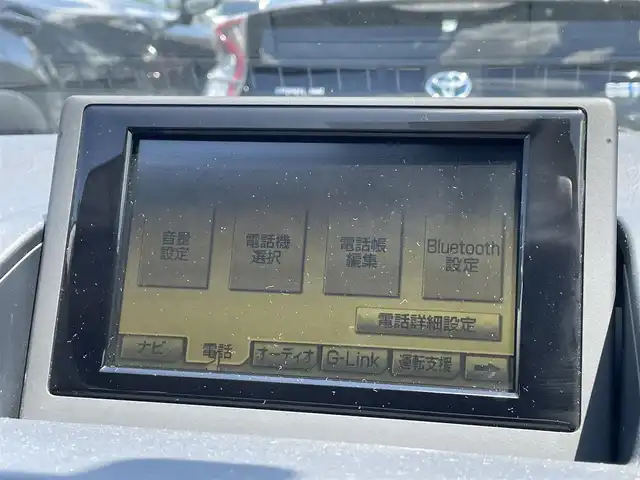 音量
設定
電話機
選択
電話帳
編集
Bluetooth
設定
電話詳細設定
ナビ
電話
オーディオ
G-Link
運転支援